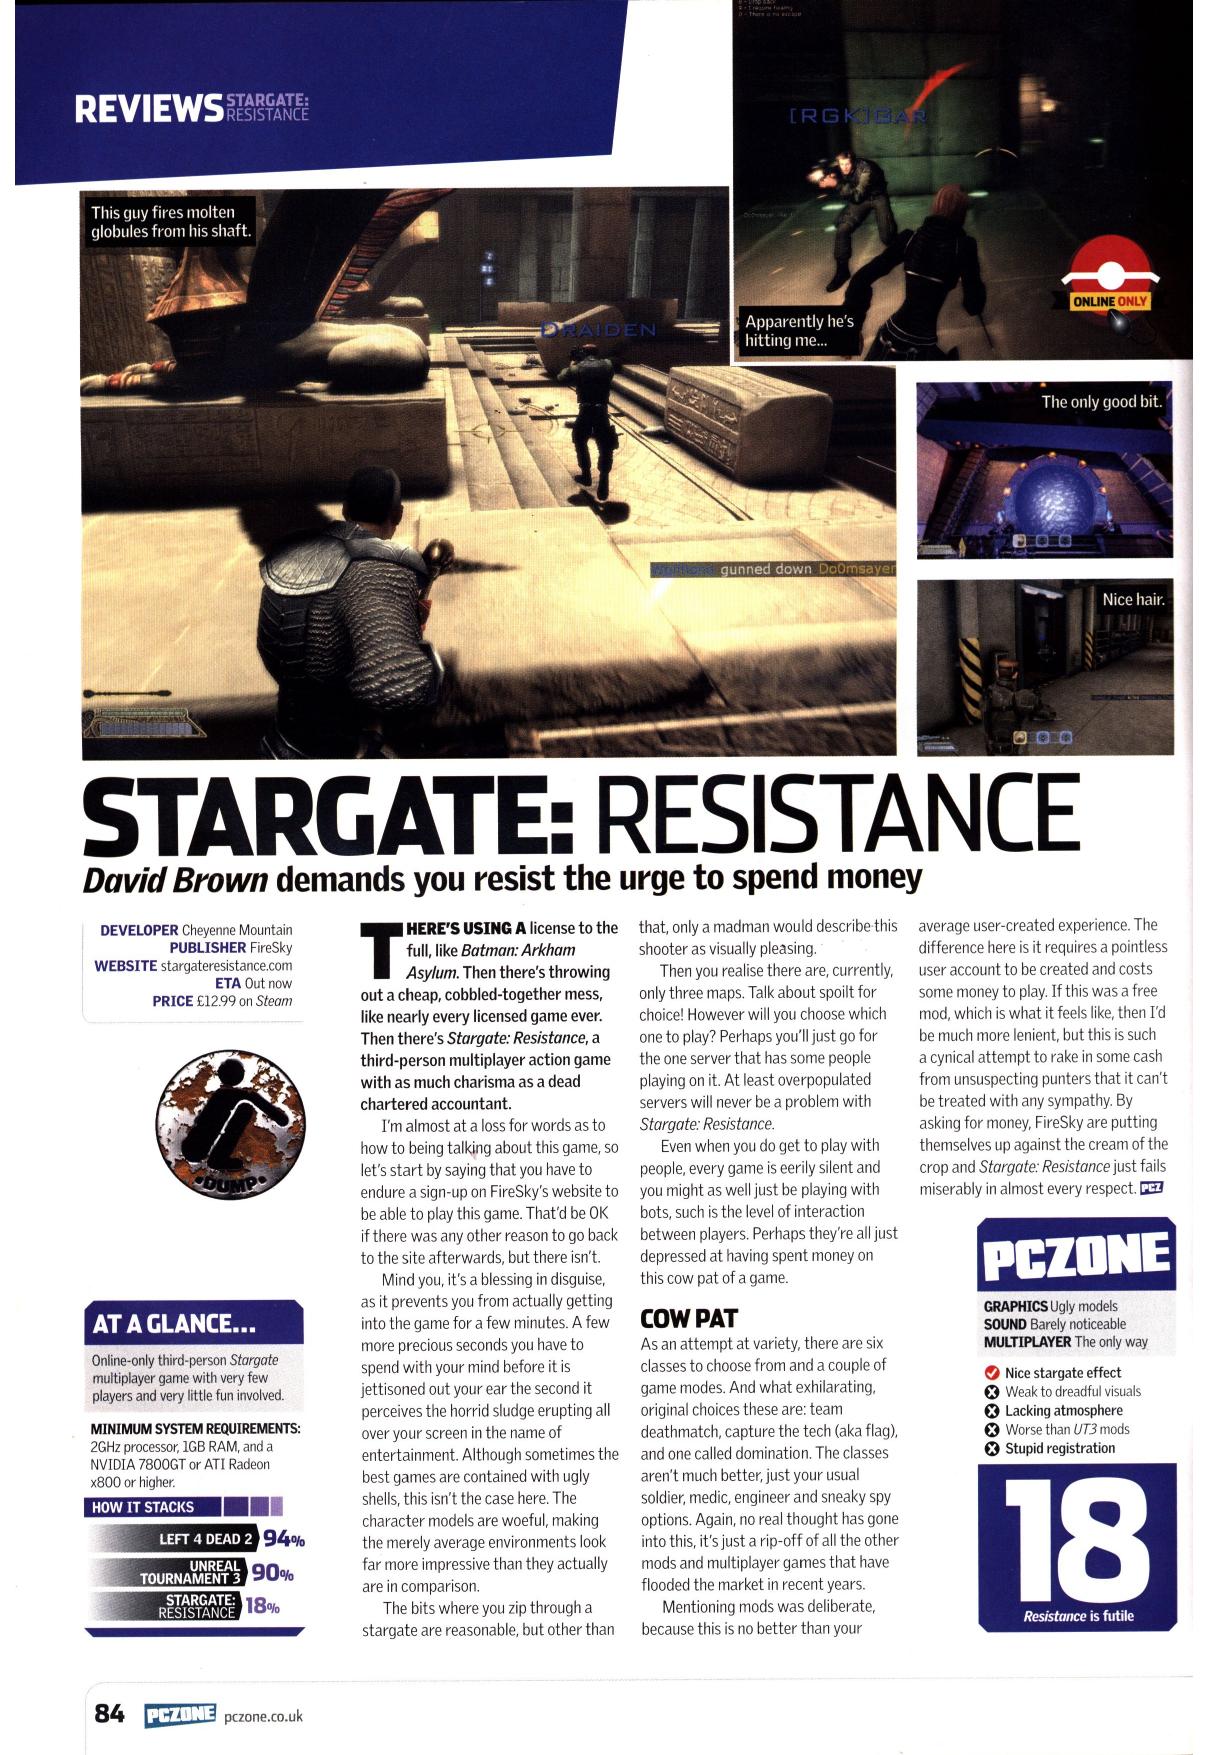 REVIEWS STARGATE:
RESISTANCE
This guy fires molten
globules from his shaft.
DRAIDEN
gunned down Do0msayer
[RGK]GAR
Apparently he's
hitting me...
ONLINE ONLY
The only good bit.
Nice hair.
STARGATE: RESISTANCE
David Brown demands you resist the urge to spend money
DEVELOPER Cheyenne Mountain
PUBLISHER FireSky
WEBSITE stargateresistance.com
ETA Out now
PRICE £12.99 on Steam
•DUMP•
AT A GLANCE...
Online-only third-person Stargate
multiplayer game with very few
players and very little fun involved.
MINIMUM SYSTEM REQUIREMENTS:
2GHz processor, 1GB RAM, and a
NVIDIA 7800GT or ATI Radeon
x800 or higher.
HOW IT STACKS
LEFT 4 DEAD 2 94%
UNREAL
TOURNAMENT 3 90%
STARGATE:
RESISTANCE 18%
THERE'S USING A license to the
full, like Batman: Arkham
Asylum. Then there's throwing
out a cheap, cobbled-together mess,
like nearly every licensed game ever.
Then there's Stargate: Resistance, a
third-person multiplayer action game
with as much charisma as a dead
chartered accountant.
I'm almost at a loss for words as to
how to being talking about this game, so
let's start by saying that you have to
endure a sign-up on FireSky's website to
be able to play this game. That'd be OK
if there was any other reason to go back
to the site afterwards, but there isn't.
Mind you, it's a blessing in disguise,
as it prevents you from actually getting
into the game for a few minutes. A few
more precious seconds you have to
spend with your mind before it is
jettisoned out your ear the second it
perceives the horrid sludge erupting all
over your screen in the name of
entertainment. Although sometimes the
best games are contained with ugly
shells, this isn't the case here. The
character models are woeful, making
the merely average environments look
far more impressive than they actually
are in comparison.
The bits where you zip through a
stargate are reasonable, but other than
that, only a madman would describe this
shooter as visually pleasing.
Then you realise there are, currently,
only three maps. Talk about spoilt for
choice! However will you choose which
one to play? Perhaps you'll just go for
the one server that has some people
playing on it. At least overpopulated
servers will never be a problem with
Stargate: Resistance.
Even when you do get to play with
people, every game is eerily silent and
you might as well just be playing with
bots, such is the level of interaction
between players. Perhaps they're all just
depressed at having spent money on
this cow pat of a game.
COW PAT
As an attempt at variety, there are six
classes to choose from and a couple of
game modes. And what exhilarating,
original choices these are: team
deathmatch, capture the tech (aka flag),
and one called domination. The classes
aren't much better, just your usual
soldier, medic, engineer and sneaky spy
options. Again, no real thought has gone
into this, it's just a rip-off of all the other
mods and multiplayer games that have
flooded the market in recent years.
Mentioning mods was deliberate,
because this is no better than your
average user-created experience. The
difference here is it requires a pointless
user account to be created and costs
some money to play. If this was a free
mod, which is what it feels like, then I'd
be much more lenient, but this is such
a cynical attempt to rake in some cash
from unsuspecting punters that it can't
be treated with any sympathy. By
asking for money, FireSky are putting
themselves up against the cream of the
crop and Stargate: Resistance just fails
miserably in almost every respect. PCZ
PCZONE
GRAPHICS Ugly models
SOUND Barely noticeable
MULTIPLAYER The only way
Nice stargate effect
Weak to dreadful visuals
Lacking atmosphere
Worse than UT3 mods
Stupid registration
18
Resistance is futile
84 PCZONE pczone.co.uk